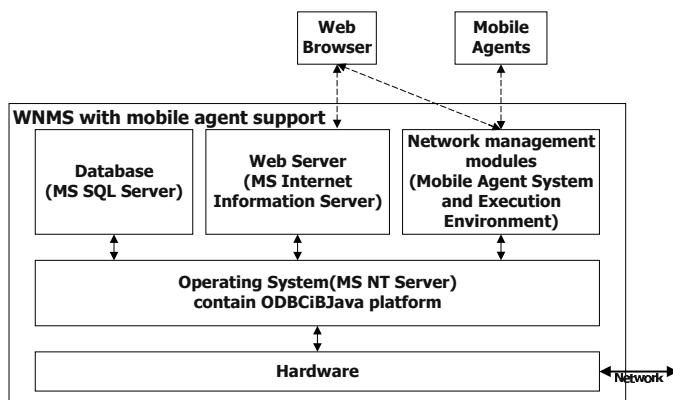 Web
Browser
Mobile
Agents
WNMS with mobile agent support
Database
(MS SQL Server)
Web Server
(MS Internet
Information Server)
Network management
modules
(Mobile Agent System
and Execution
Environment)
Operating System(MS NT Server)
contain ODBCiBJava platform
Hardware
Network